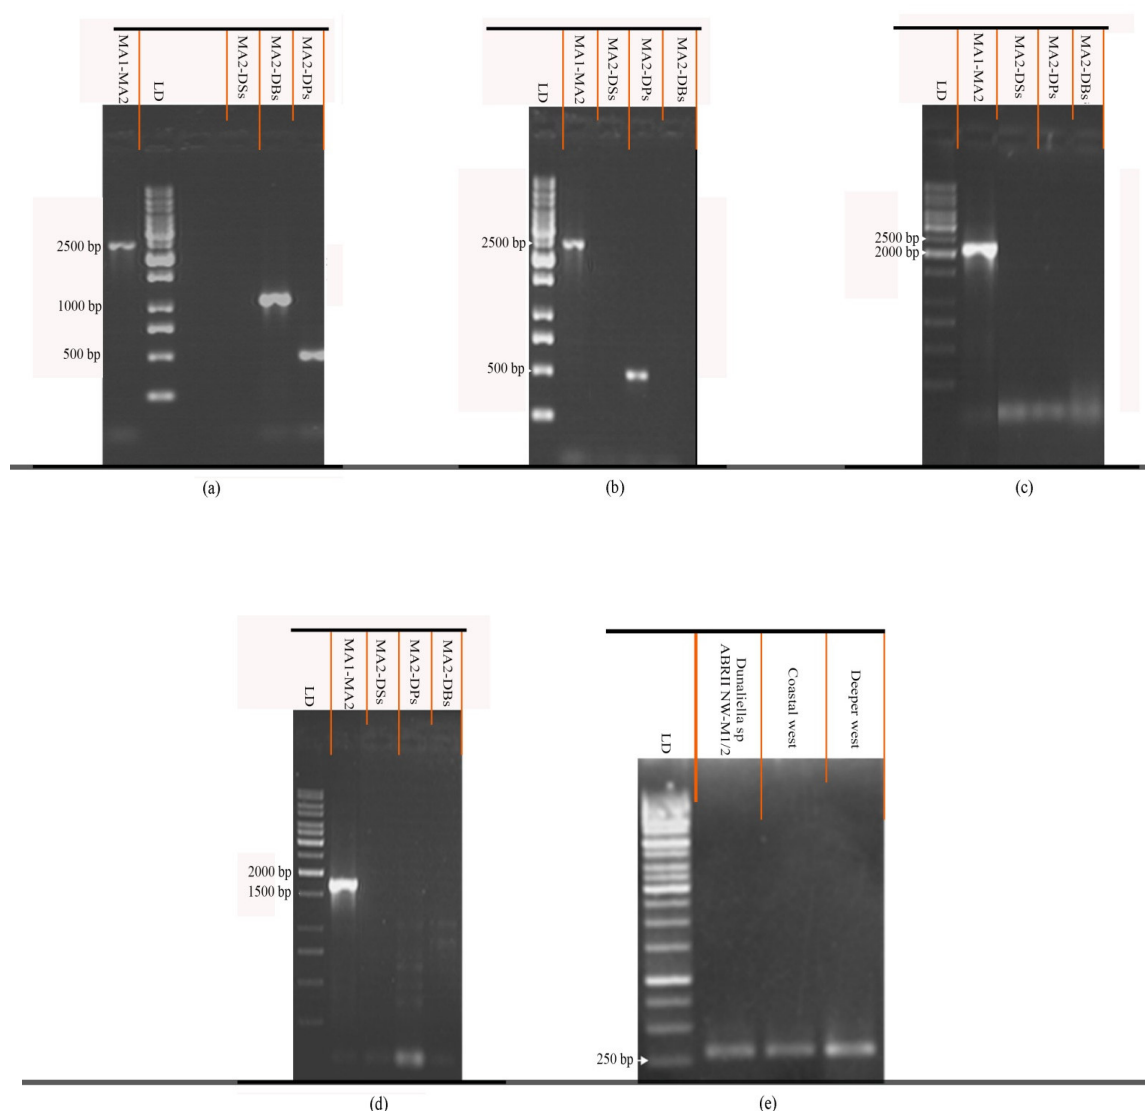 MA1-MA2
LD
MA2-DSs
MA2-DBs
MA2-DPs
2500 bp
1000 bp
500 bp
(a)
LD
MA1-MA2
MA2-DSs
MA2-DPs
MA2-DBs
2500 bp
500 bp
(b)
LD
MA1-MA2
MA2-DSs
MA2-DPs
MA2-DBs
2500 bp
2000 bp
(c)
LD
MA1-MA2
MA2-DSs
MA2-DPs
MA2-DBs
2000 bp
1500 bp
(d)
LD
Dunaliella sp
ABRII NW-M1/2
Coastal west
Deeper west
250 bp
(e)